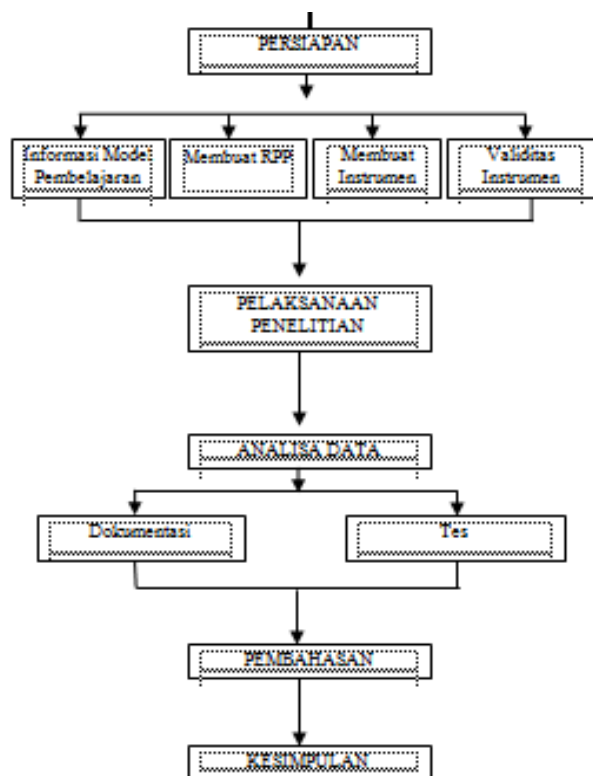 PERSIAPAN
Informasi Model
Pembelajaran
Membuat RPP
Membuat
Instrumen
Validitas
Instrumen
PELAKSANAAN
PENELITIAN
ANALISA DATA
Dokumentasi
Tes
PEMBAHASAN
KESIMPULAN